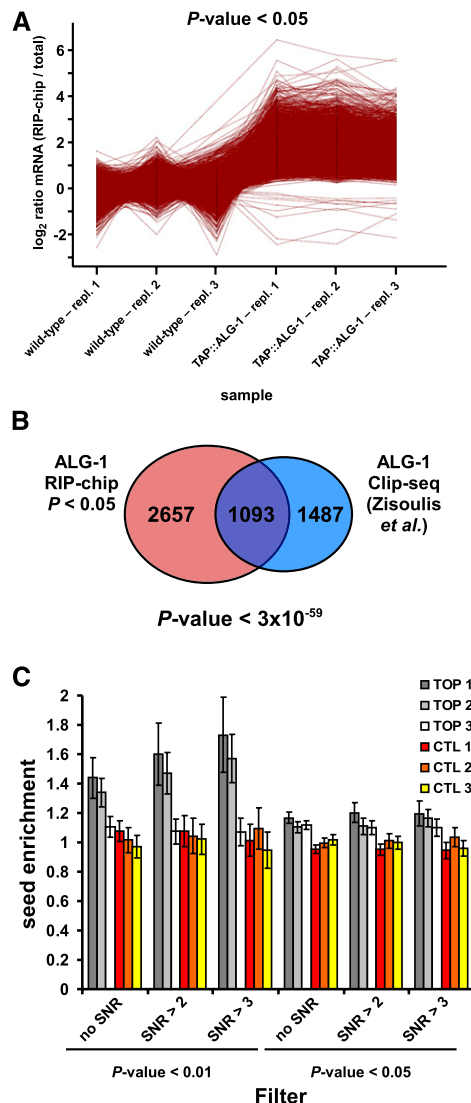 A
P-value < 0.05
log2 ratio mRNA (RIP-chip / total)
6
4
2
0
-2
wild-type – repl. 1
wild-type – repl. 2
wild-type – repl. 3
TAP::ALG-1 – repl. 1
TAP::ALG-1 – repl. 2
TAP::ALG-1 – repl. 3
sample
B
ALG-1
RIP-chip
P < 0.05
2657
1093
1487
ALG-1
Clip-seq
(Zisoulis
et al.)
P-value < 3x10-59
C
TOP 1
TOP 2
TOP 3
CTL 1
CTL 2
CTL 3
seed enrichment
2
1.8
1.6
1.4
1.2
1
0.8
0.6
0.4
0.2
0
no SNR
SNR > 2
SNR > 3
no SNR
SNR > 2
SNR > 3
P-value < 0.01
P-value < 0.05
Filter